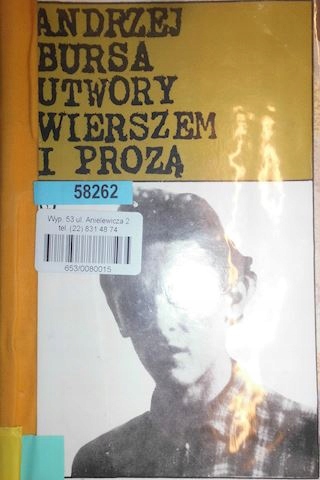 ANDRZEJ
BURSA
UTWORY
WIERSZEM
I PROZĄ
58262
Wyp. 53 ul. Anielewicza 2
tel. (22) 831 48 74
653/0080015